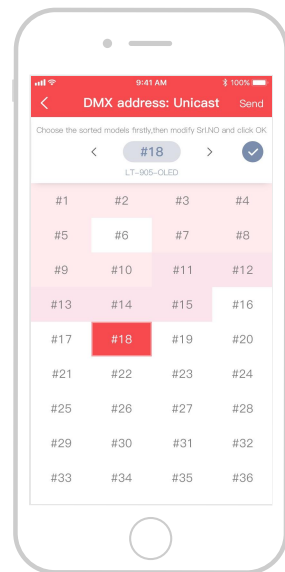 9:41 AM 100%
DMX address: Unicast Send
Choose the sorted models firstly,then modify Srl.NO and click OK
< #18 >
LT-905-OLED
#1 #2 #3 #4
#5 #6 #7 #8
#9 #10 #11 #12
#13 #14 #15 #16
#17 #18 #19 #20
#21 #22 #23 #24
#25 #26 #27 #28
#29 #30 #31 #32
#33 #34 #35 #36